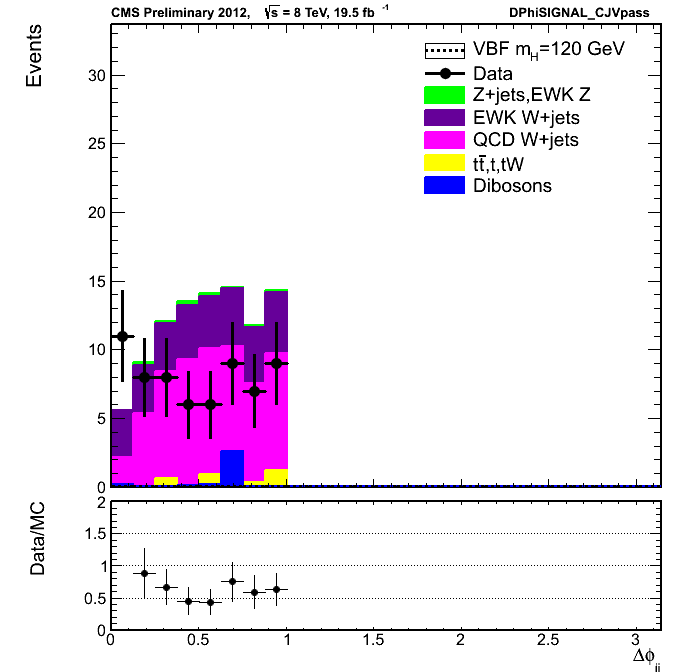 CMS Preliminary 2012, √s = 8 TeV, 19.5 fb⁻¹ DPhiSIGNAL_CJVpass
Events
VBF m_H=120 GeV
Data
Z+jets,EWK Z
EWK W+jets
QCD W+jets
tt̄,t,tW
Dibosons
30
25
20
15
10
5
0
Data/MC
2
1.5
1
0.5
0
0 0.5 1 1.5 2 2.5 3
Δϕ_jj